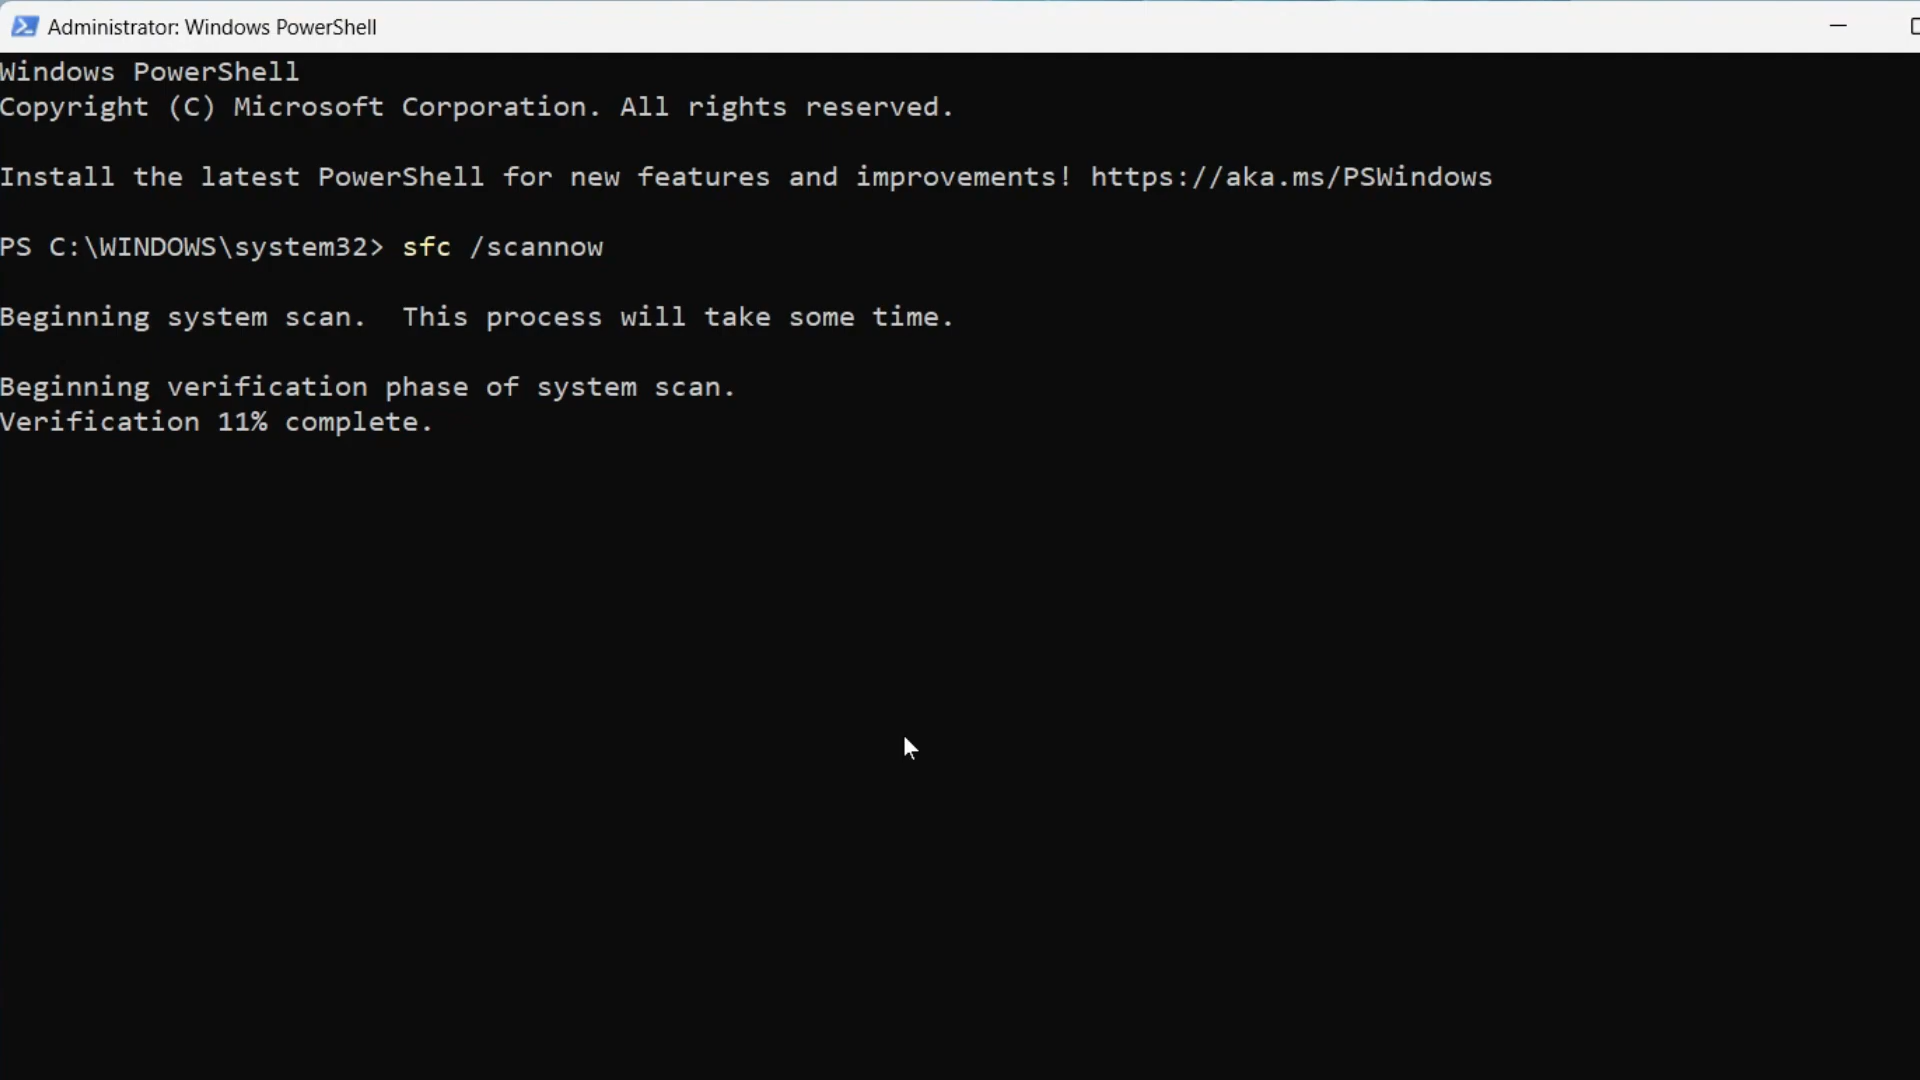 Administrator: Windows PowerShell
Windows PowerShell
Copyright (C) Microsoft Corporation. All rights reserved.
Install the latest PowerShell for new features and improvements! https://aka.ms/PSWindows
PS C:\WINDOWS\system32> sfc /scannow
Beginning system scan.  This process will take some time.
Beginning verification phase of system scan.
Verification 11% complete.